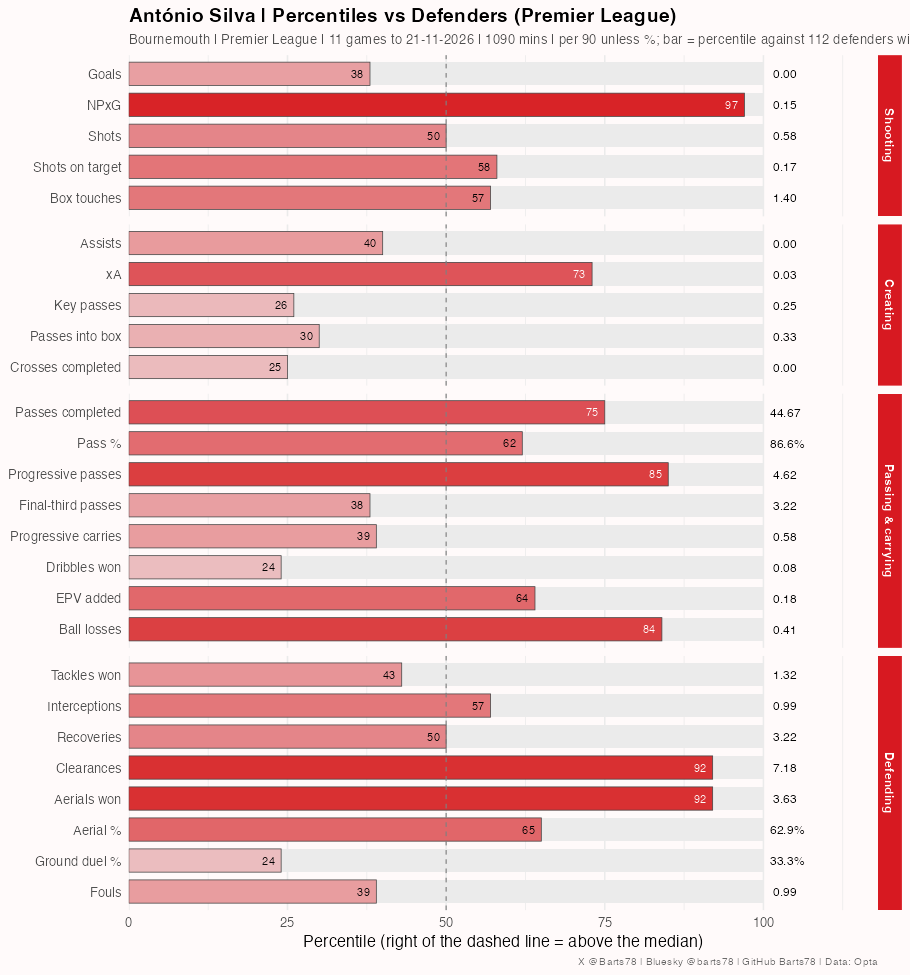 António Silva | Percentiles vs Defenders (Premier League)
Bournemouth | Premier League | 11 games to 21-11-2026 | 1090 mins | per 90 unless %; bar = percentile against 112 defenders wi
Goals 38 0.00
NPxG 97 0.15
Shots 50 0.58
Shots on target 58 0.17
Box touches 57 1.40
Shooting
Assists 40 0.00
xA 73 0.03
Key passes 26 0.25
Passes into box 30 0.33
Crosses completed 25 0.00
Creating
Passes completed 75 44.67
Pass % 62 86.6%
Progressive passes 85 4.62
Final-third passes 38 3.22
Progressive carries 39 0.58
Dribbles won 24 0.08
EPV added 64 0.18
Ball losses 84 0.41
Passing & carrying
Tackles won 43 1.32
Interceptions 57 0.99
Recoveries 50 3.22
Clearances 92 7.18
Aerials won 92 3.63
Aerial % 65 62.9%
Ground duel % 24 33.3%
Fouls 39 0.99
Defending
0 25 50 75 100
Percentile (right of the dashed line = above the median)
X @Barts78 | Bluesky @barts78 | GitHub Barts78 | Data: Opta